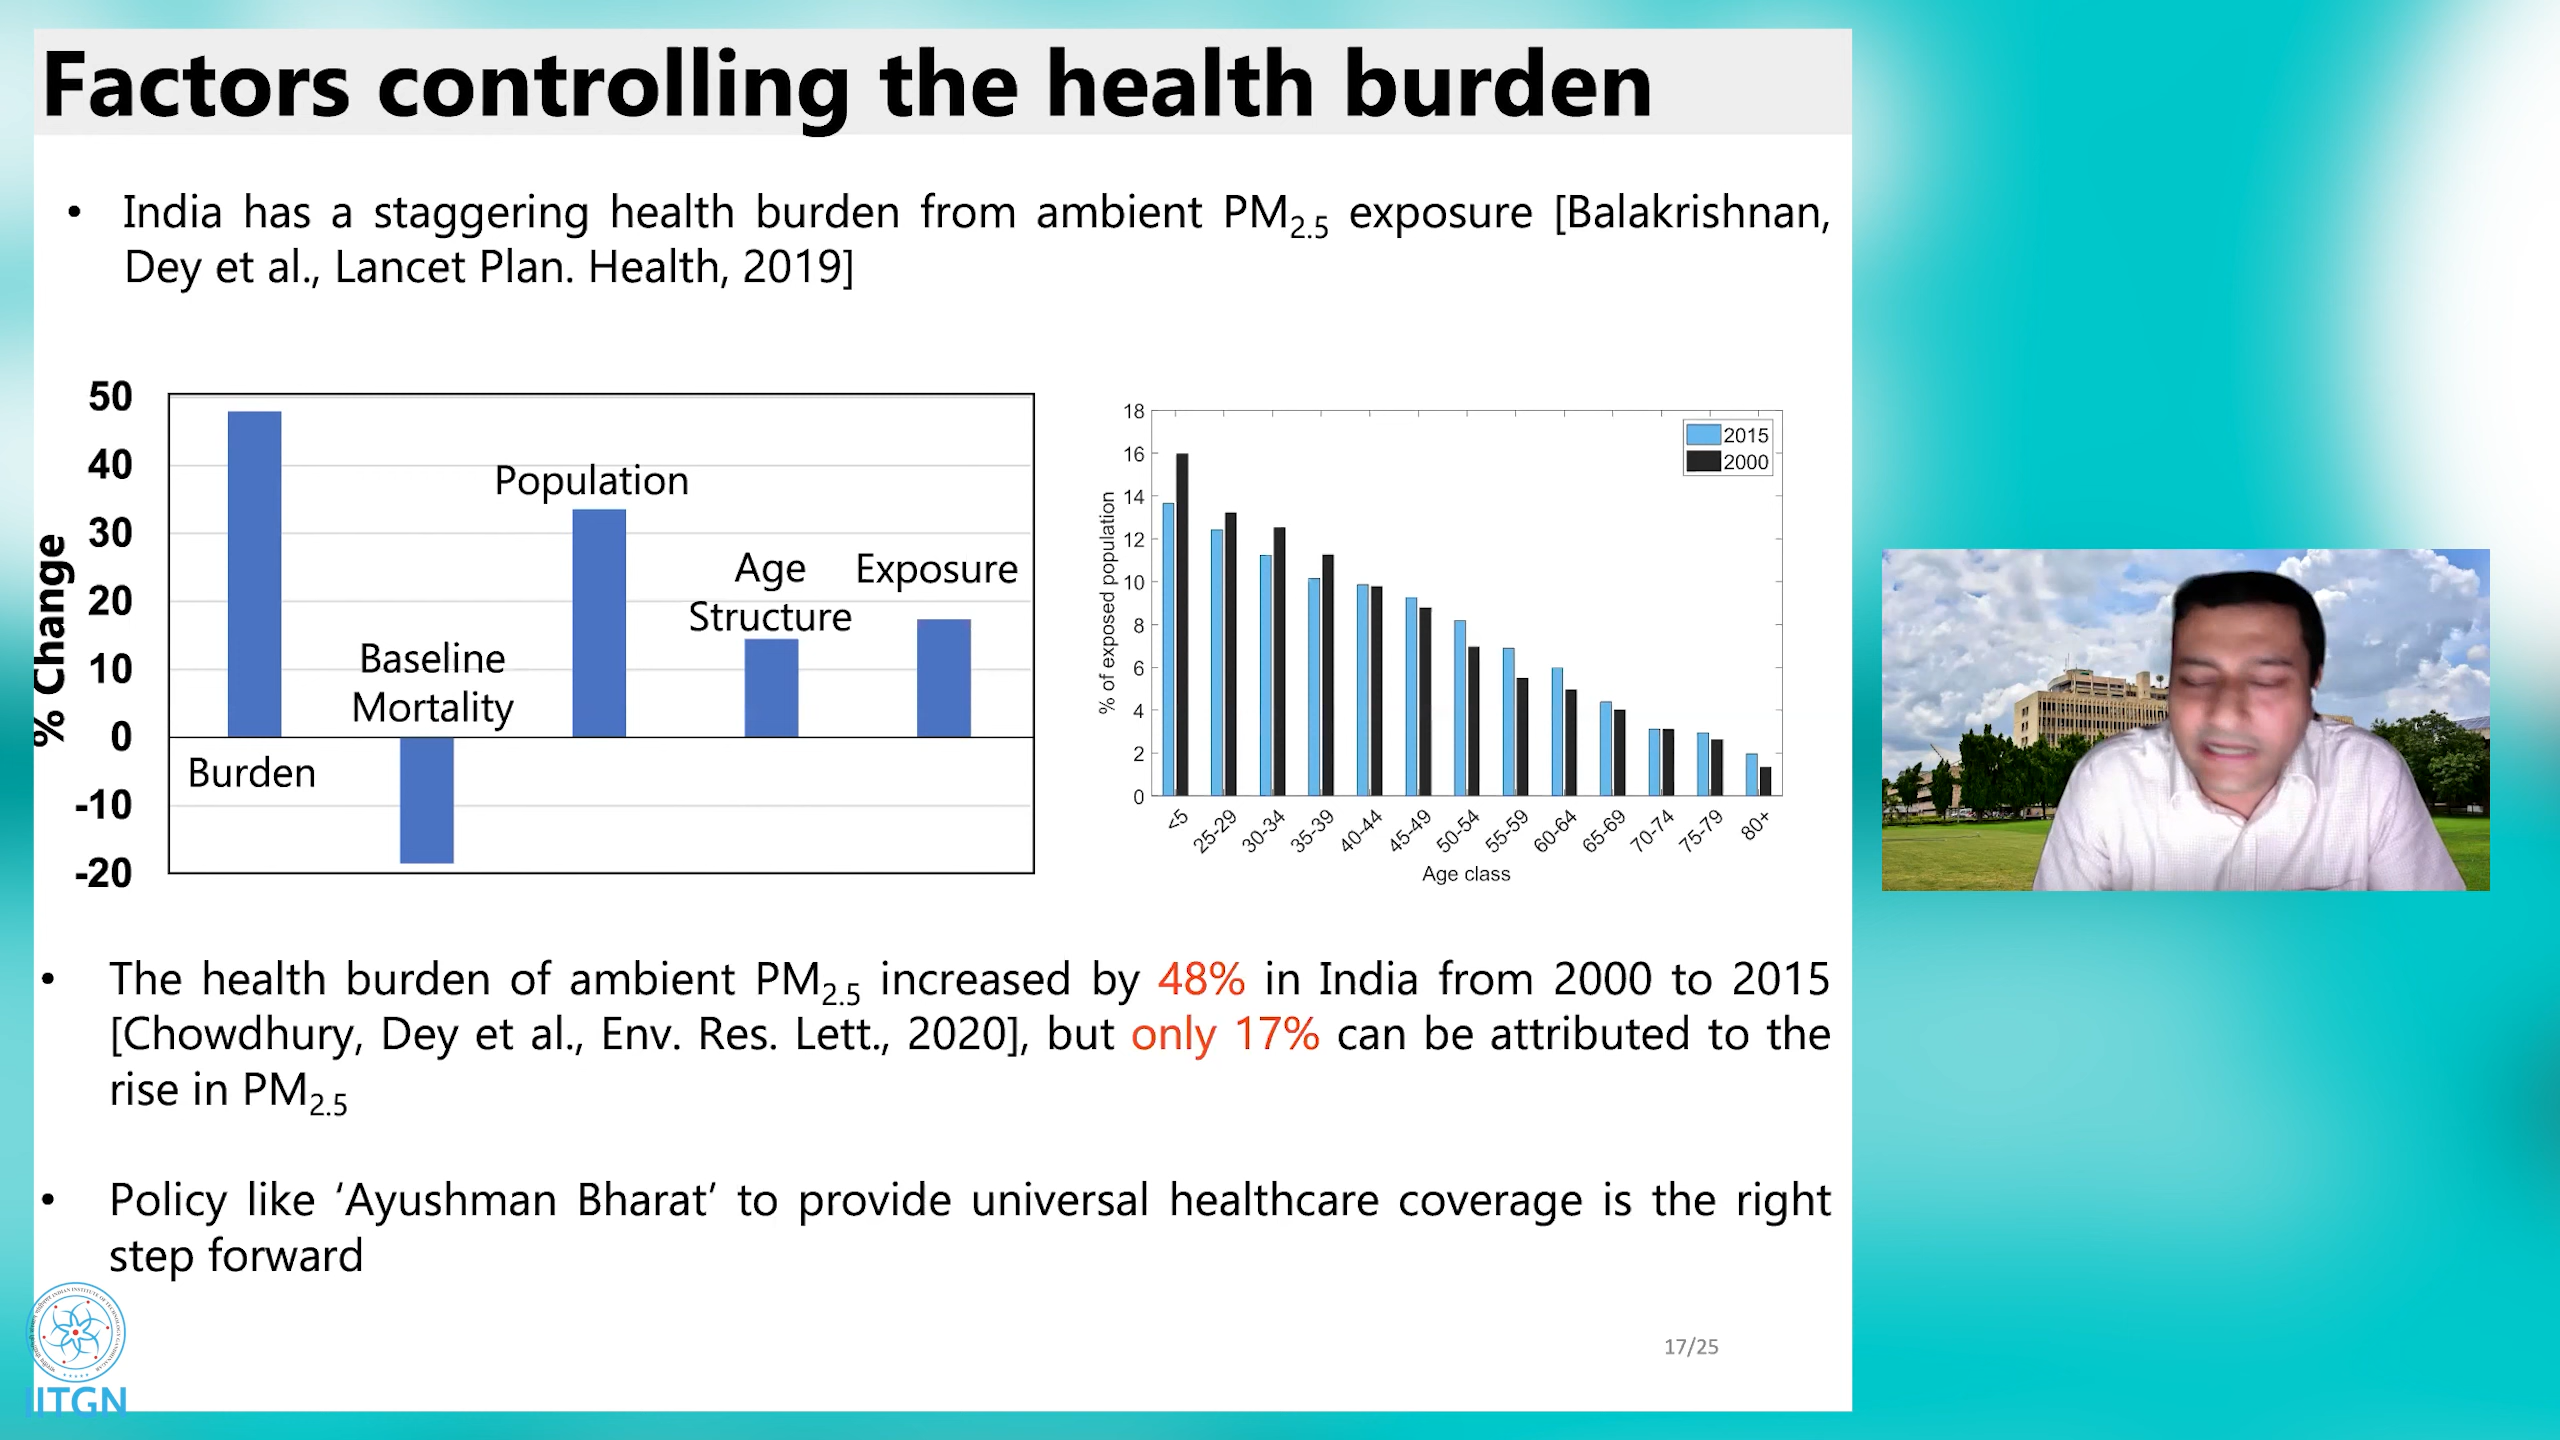 Factors controlling the health burden
• India has a staggering health burden from ambient PM2.5 exposure [Balakrishnan,
Dey et al., Lancet Plan. Health, 2019]
% Change
50
40
30
20
10
0
-10
-20
Burden
Baseline
Mortality
Population
Age
Structure
Exposure
% of exposed population
18
16
14
12
10
8
6
4
2
0
2015
2000
<5
25-29
30-34
35-39
40-44
45-49
50-54
55-59
60-64
65-69
70-74
75-79
80+
Age class
• The health burden of ambient PM2.5 increased by 48% in India from 2000 to 2015
[Chowdhury, Dey et al., Env. Res. Lett., 2020], but only 17% can be attributed to the
rise in PM2.5
• Policy like ‘Ayushman Bharat’ to provide universal healthcare coverage is the right
step forward
17/25
IITGN